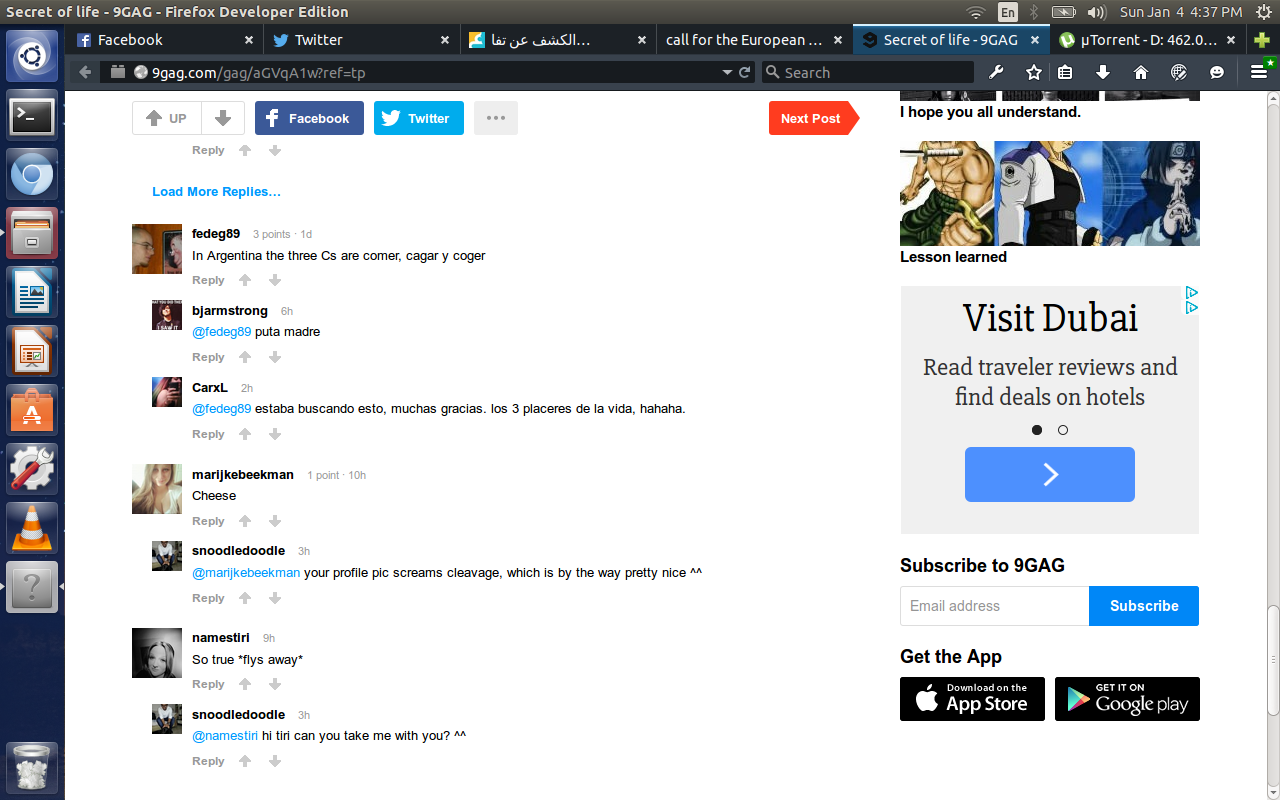 Secret of life - 9GAG - Firefox Developer Edition
En
Sun Jan 4 4:37 PM
Facebook
Twitter
الكشف عن تفا...
call for the European ...
Secret of life - 9GAG
µTorrent - D: 462.0...
9gag.com/gag/aGVqA1w?ref=tp
Search
UP
Facebook
Twitter
Next Post
Reply
Load More Replies...
fedeg89 3 points · 1d
In Argentina the three Cs are comer, cagar y coger
Reply
bjarmstrong 6h
@fedeg89 puta madre
Reply
CarxL 2h
@fedeg89 estaba buscando esto, muchas gracias. los 3 placeres de la vida, hahaha.
Reply
marijkebeekman 1 point · 10h
Cheese
Reply
snoodledoodle 3h
@marijkebeekman your profile pic screams cleavage, which is by the way pretty nice ^^
Reply
namestiri 9h
So true *flys away*
Reply
snoodledoodle 3h
@namestiri hi tiri can you take me with you? ^^
Reply
I hope you all understand.
Lesson learned
Visit Dubai
Read traveler reviews and
find deals on hotels
Subscribe to 9GAG
Email address
Subscribe
Get the App
Download on the
App Store
GET IT ON
Google play